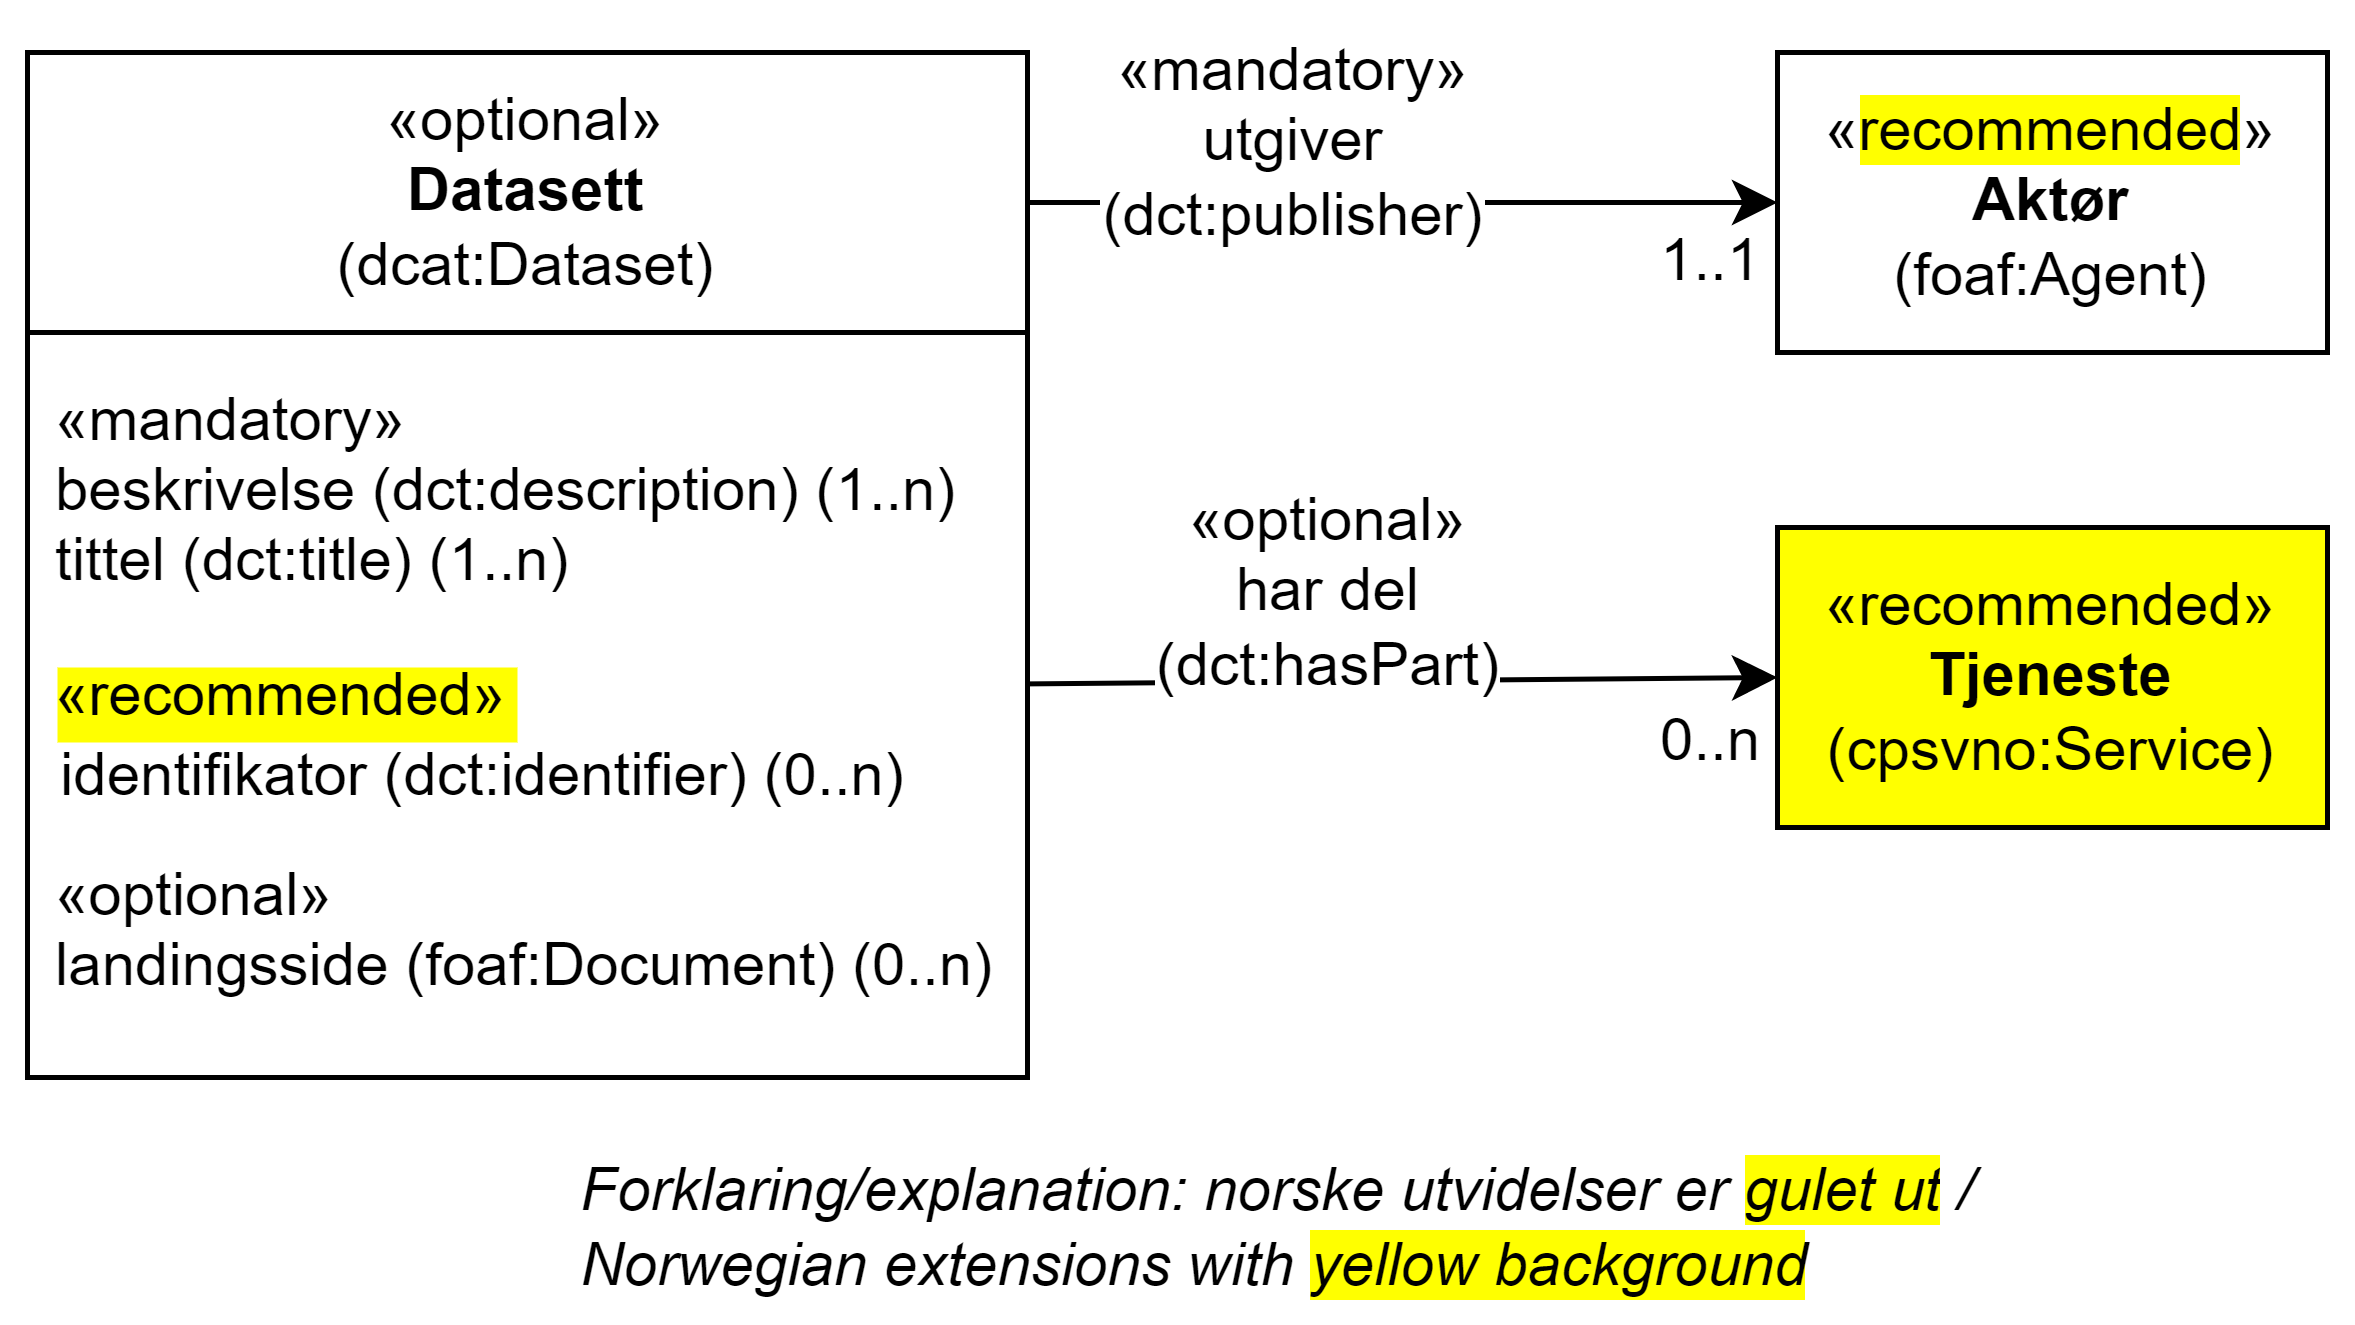 «optional»
Datasett
(dcat:Dataset)
«mandatory»
beskrivelse (dct:description) (1..n)
tittel (dct:title) (1..n)
«recommended»
identifikator (dct:identifier) (0..n)
«optional»
landingsside (foaf:Document) (0..n)
«mandatory»
utgiver
(dct:publisher)
1..1
«recommended»
Aktør
(foaf:Agent)
«optional»
har del
(dct:hasPart)
0..n
«recommended»
Tjeneste
(cpsvno:Service)
Forklaring/explanation: norske utvidelser er gulet ut /
Norwegian extensions with yellow background